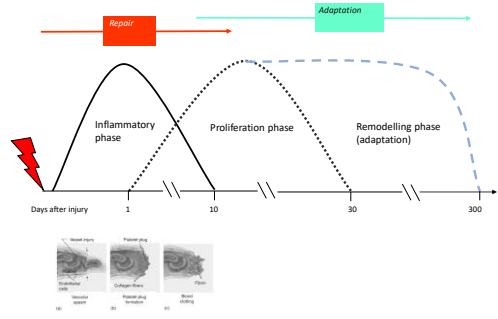 Repair
Adaptation
Inflammatory
phase
Proliferation phase
Remodelling phase
(adaptation)
Days after injury
1
10
30
300
Vessel injury
Platelet plug
Endothelial
cells
Collagen fibers
Fibrin
(a)
Vascular
spasm
(b)
Platelet plug
formation
(c)
Blood
clotting